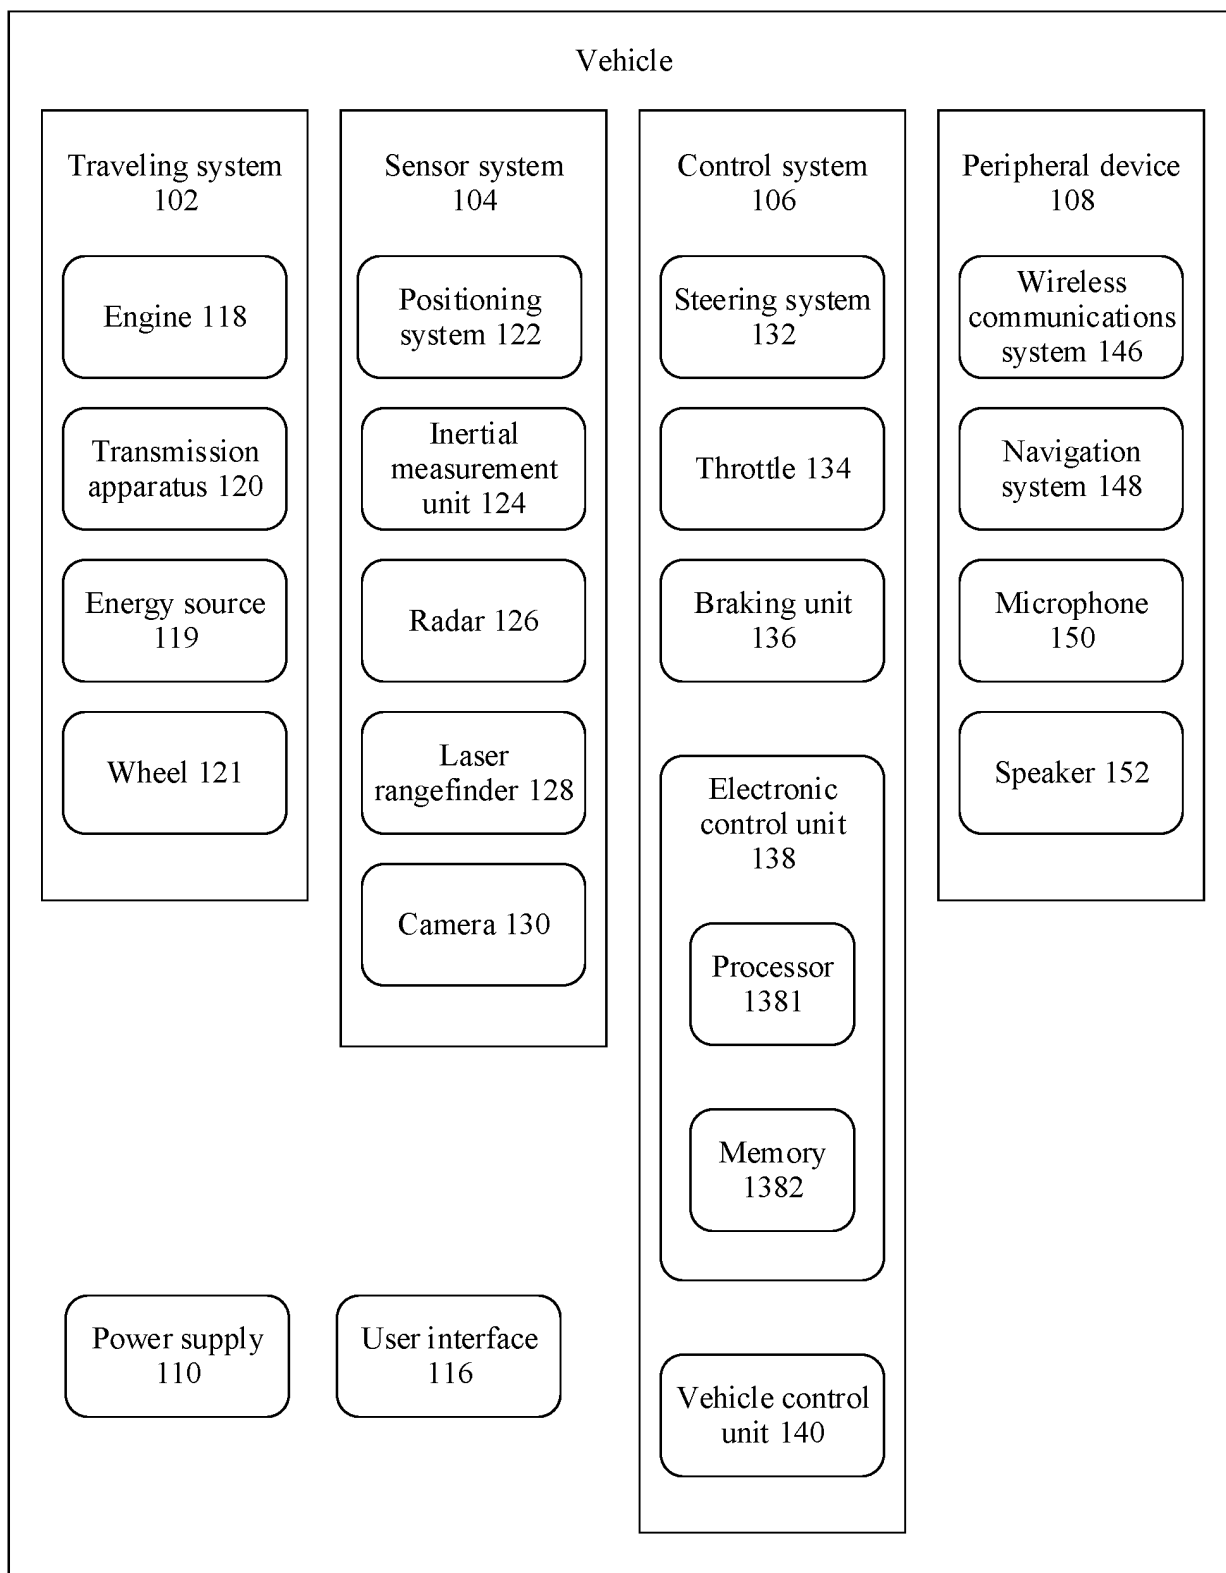 Vehicle
Traveling system
102
Engine 118
Transmission
apparatus 120
Energy source
119
Wheel 121
Sensor system
104
Positioning
system 122
Inertial
measurement
unit 124
Radar 126
Laser
rangefinder 128
Camera 130
Control system
106
Steering system
132
Throttle 134
Braking unit
136
Electronic
control unit
138
Processor
1381
Memory
1382
Vehicle control
unit 140
Peripheral device
108
Wireless
communications
system 146
Navigation
system 148
Microphone
150
Speaker 152
Power supply
110
User interface
116